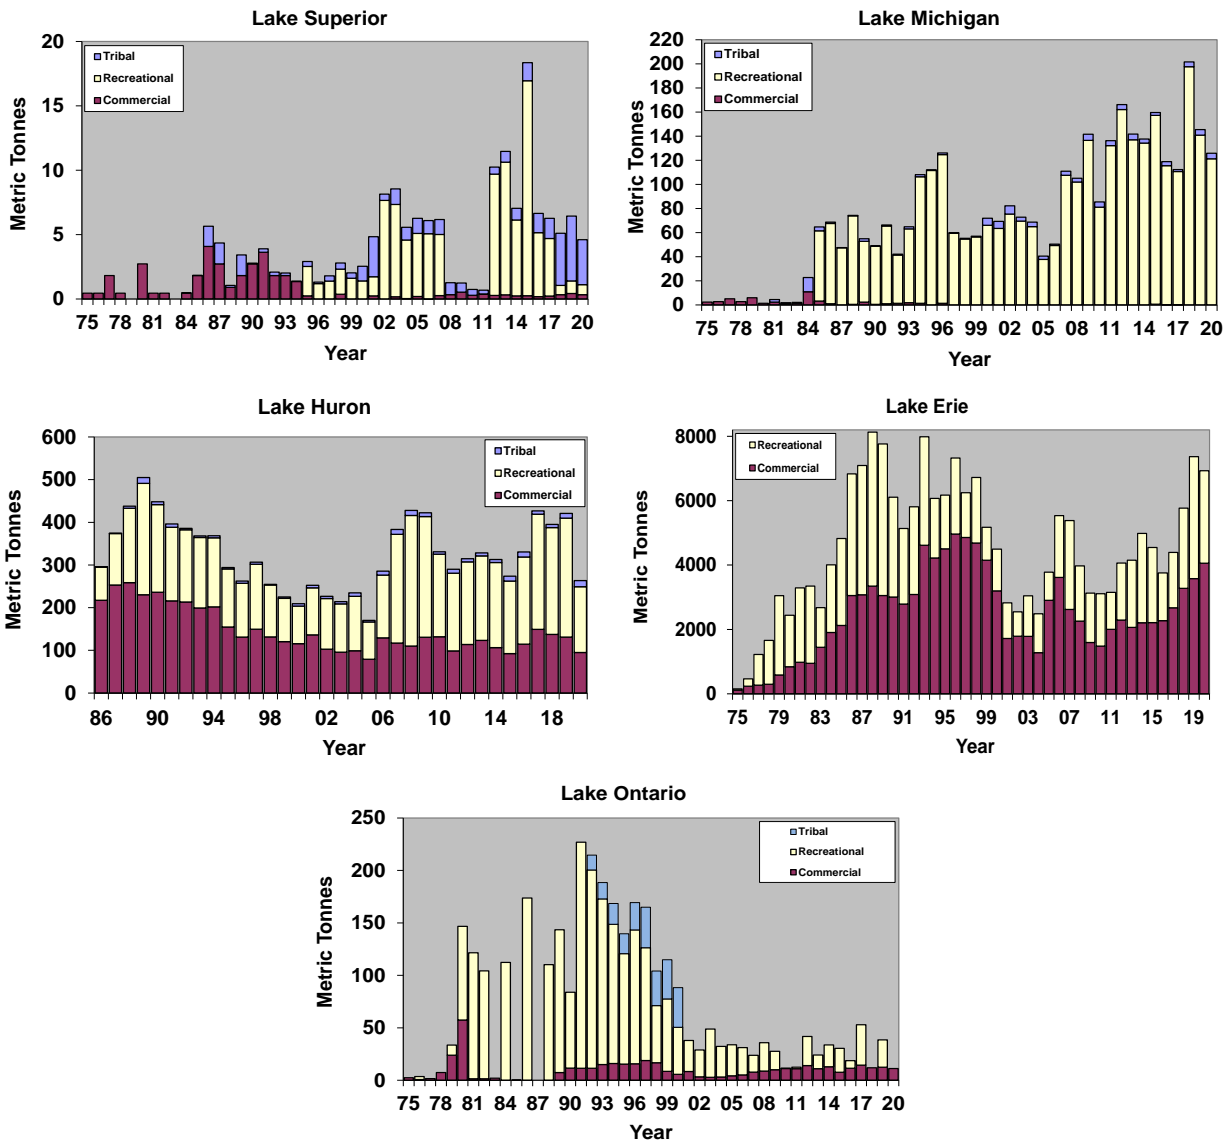 Lake Superior
20
15
10
5
0
Metric Tonnes
Tribal
Recreational
Commercial
75 78 81 84 87 90 93 96 99 02 05 08 11 14 17 20
Year
Lake Michigan
220
200
180
160
140
120
100
80
60
40
20
0
Metric Tonnes
Tribal
Recreational
Commercial
75 78 81 84 87 90 93 96 99 02 05 08 11 14 17 20
Year
Lake Huron
600
500
400
300
200
100
0
Metric Tonnes
Tribal
Recreational
Commercial
86 90 94 98 02 06 10 14 18
Year
Lake Erie
8000
6000
4000
2000
0
Metric Tonnes
Recreational
Commercial
75 79 83 87 91 95 99 03 07 11 15 19
Year
Lake Ontario
250
200
150
100
50
0
Metric Tonnes
Tribal
Recreational
Commercial
75 78 81 84 87 90 93 96 99 02 05 08 11 14 17 20
Year